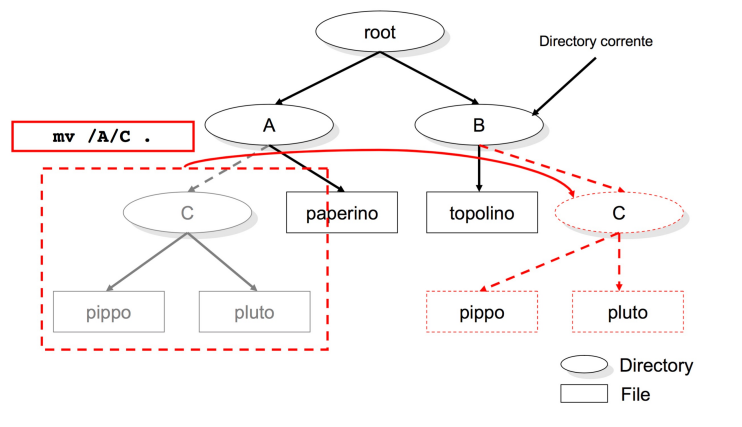 root
Directory corrente
mv /A/C .
A
B
C
paperino
topolino
C
pippo
pluto
pippo
pluto
Directory
File